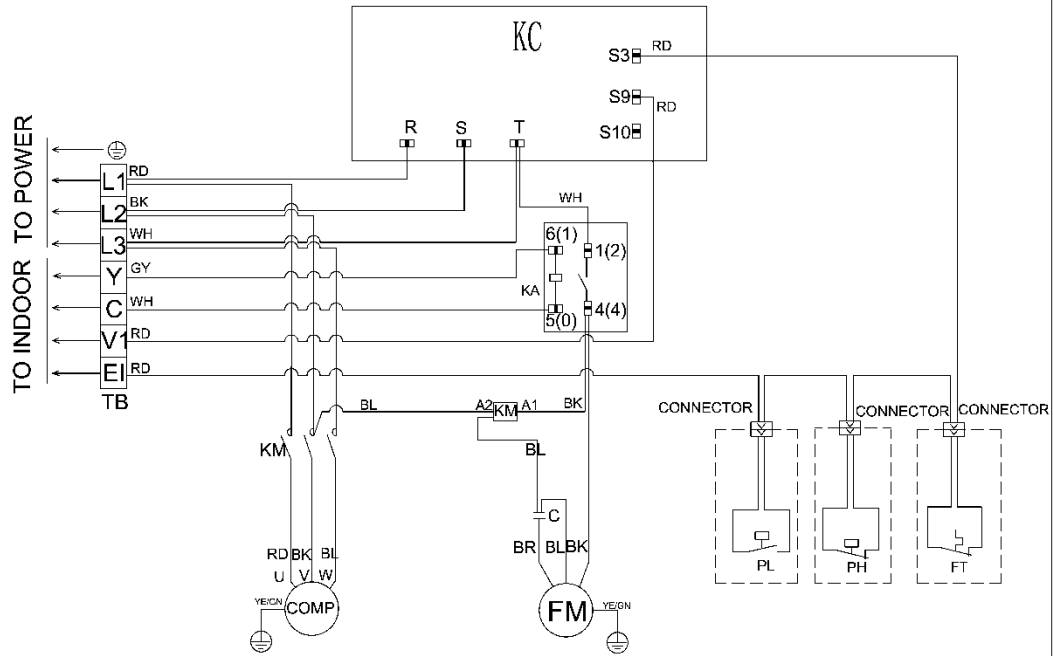 KC
S3 RD
S9
RD
S10
R S T
TO POWER
L1 RD
L2 BK
L3 WH
TO INDOOR
Y GY
C WH
V1 RD
EI RD
TB
WH
6(1) 1(2)
KA
5(0) 4(4)
BL A2 KM A1 BK
CONNECTOR CONNECTOR CONNECTOR
KM
BL
C
BR BL BK
RD BK BL
U V W
YE/GN COMP
FM YE/GN
PL PH FT